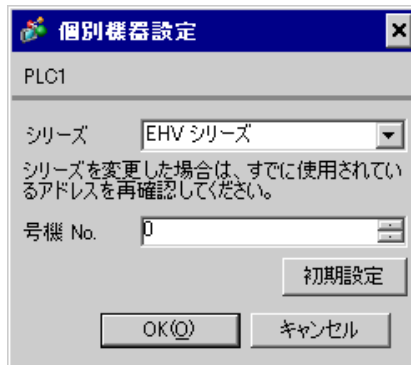 個別機器設定
PLC1
シリーズ EHV シリーズ
シリーズを変更した場合は、すでに使用されてい
るアドレスを再確認してください。
号機 No. 0
初期設定
OK(O) キャンセル